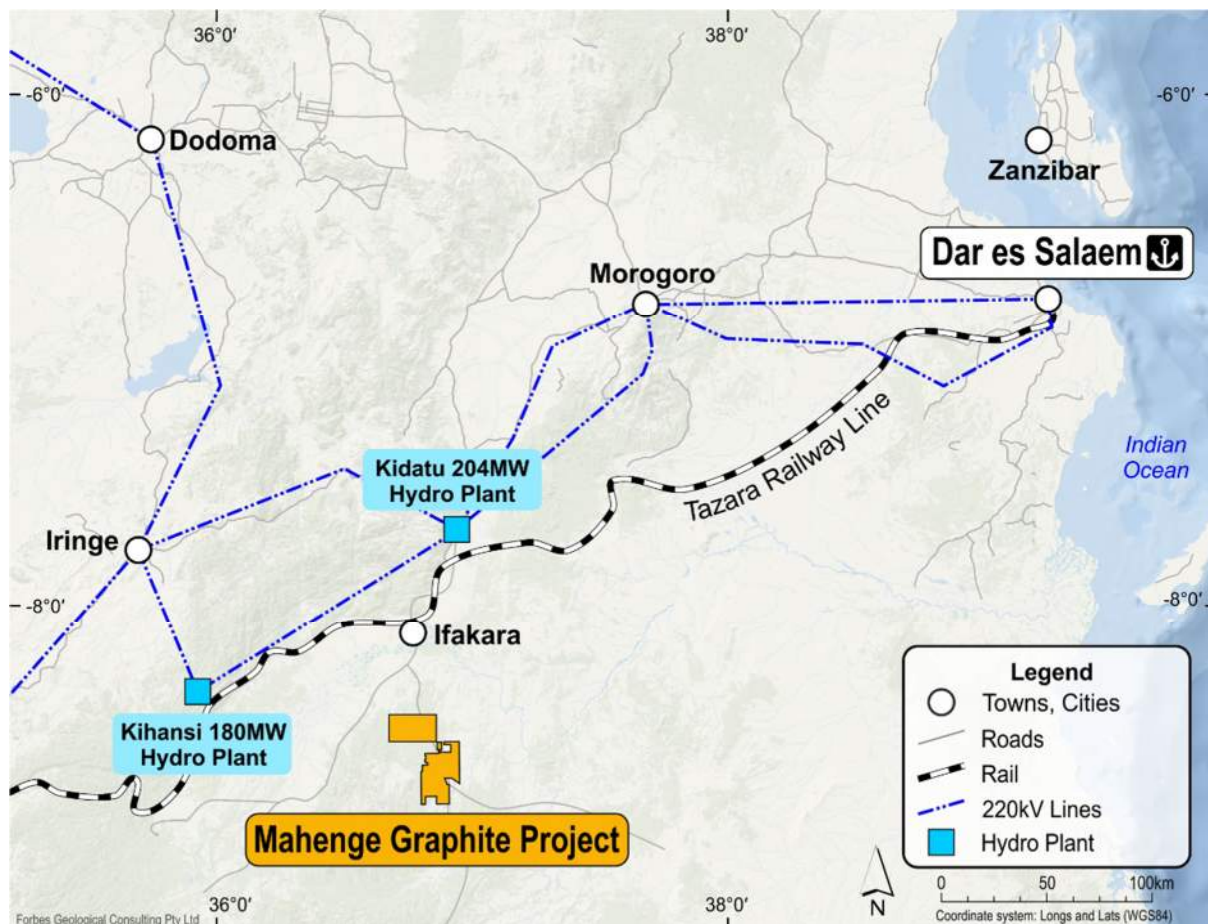 36°0'
38°0'
-6°0'
-6°0'
Dodoma
Zanzibar
Dar es Salaem
Morogoro
Indian
Ocean
Tazara Railway Line
Kidatu 204MW
Hydro Plant
Iringe
-8°0'
-8°0'
Ifakara
Kihansi 180MW
Hydro Plant
Mahenge Graphite Project
Legend
Towns, Cities
Roads
Rail
220kV Lines
Hydro Plant
N
0 50 100km
36°0'
38°0'
Forbes Geological Consulting Pty Ltd
Coordinate system: Longs and Lats (WGS84)